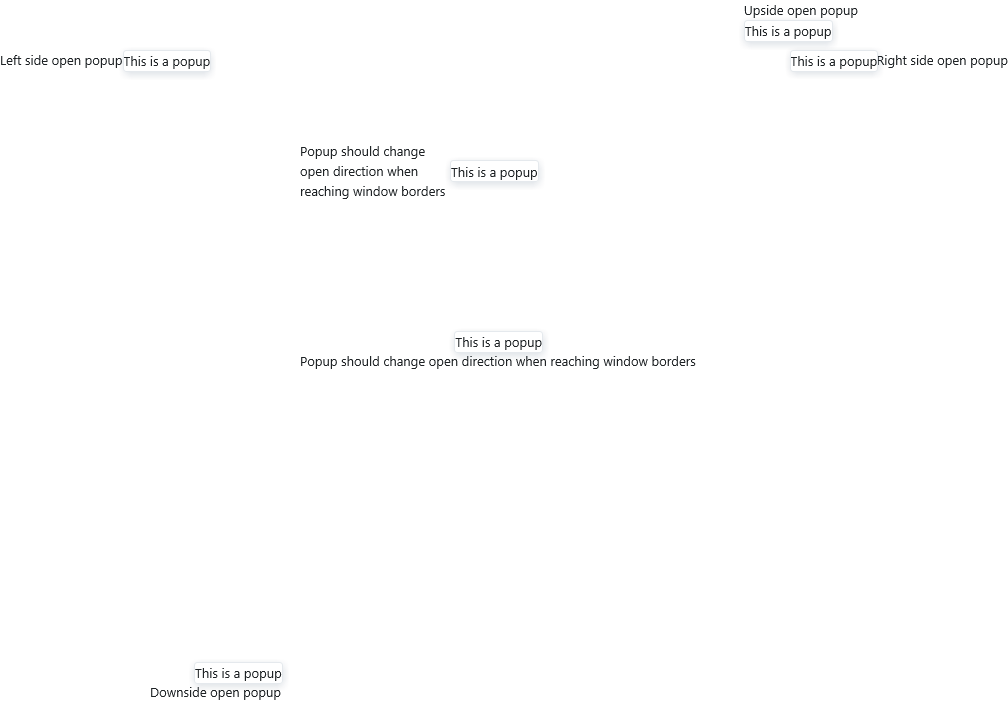 Upside open popup
This is a popup
Left side open popup
This is a popup
This is a popup
Right side open popup
Popup should change
open direction when
reaching window borders
This is a popup
This is a popup
Popup should change open direction when reaching window borders
This is a popup
Downside open popup